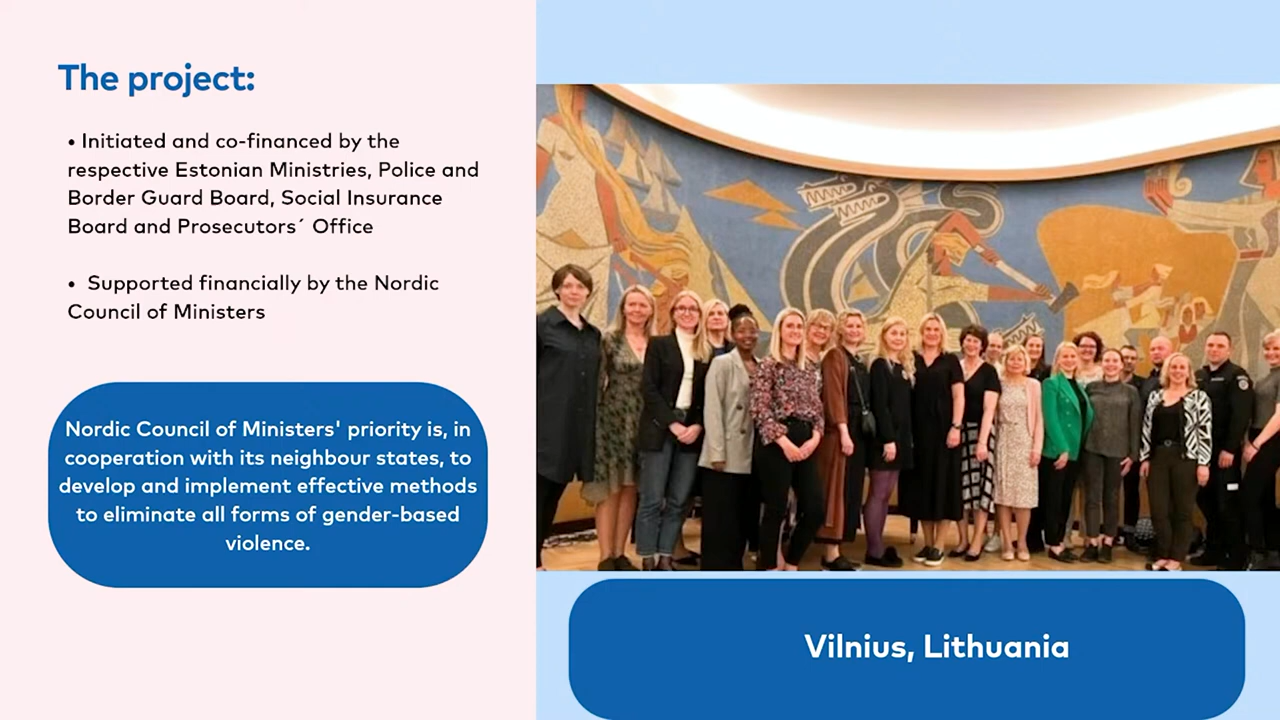 The project:
• Initiated and co-financed by the
respective Estonian Ministries, Police and
Border Guard Board, Social Insurance
Board and Prosecutors´ Office
• Supported financially by the Nordic
Council of Ministers
Nordic Council of Ministers' priority is, in
cooperation with its neighbour states, to
develop and implement effective methods
to eliminate all forms of gender-based
violence.
Vilnius, Lithuania